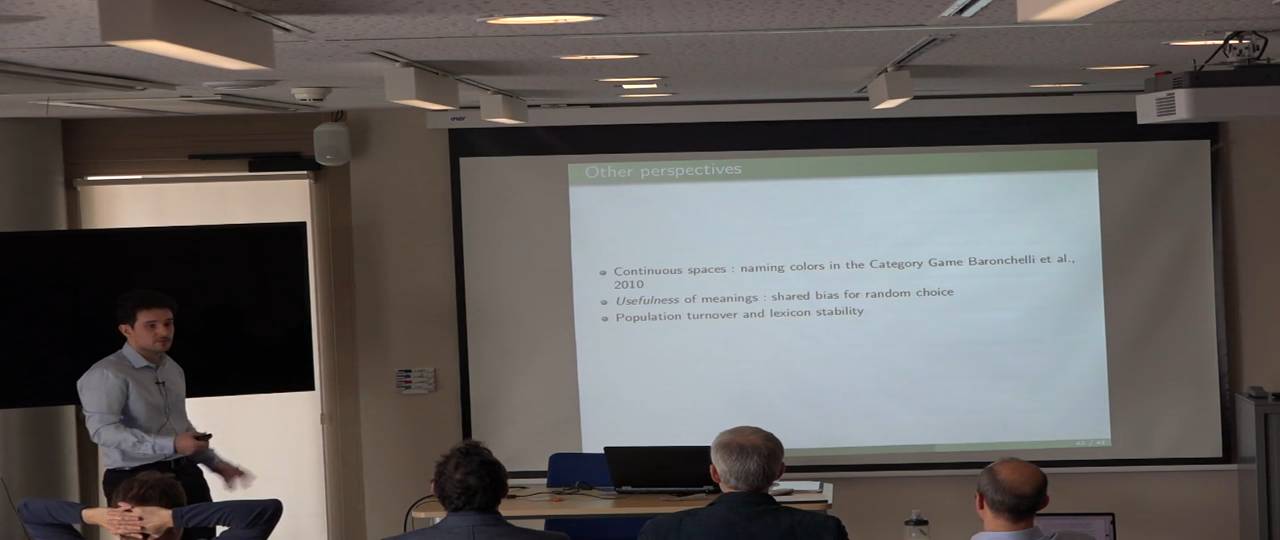 Other perspectives
Continuous spaces : naming colors in the Category Game Baronchelli et al.,
2010
Usefulness of meanings : shared bias for random choice
Population turnover and lexicon stability